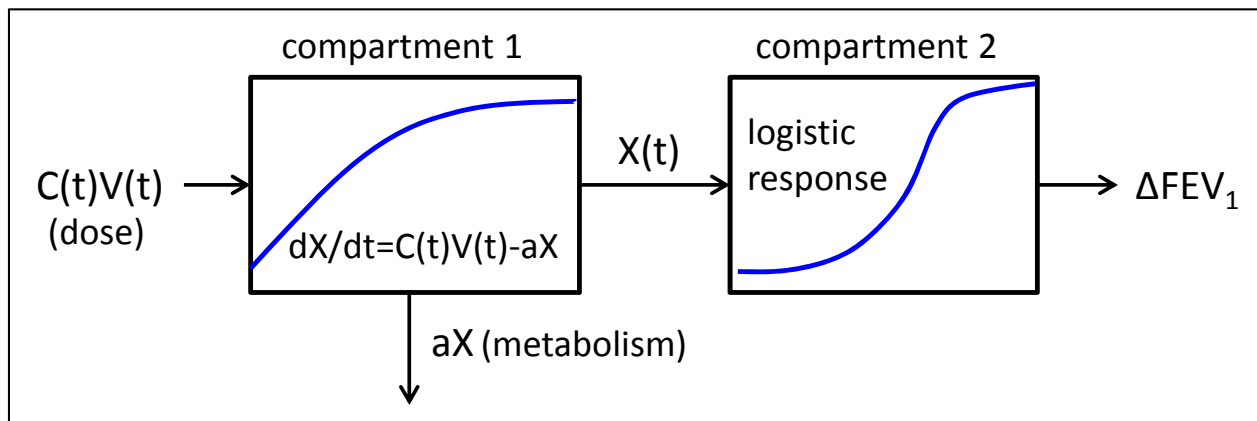 compartment 1
compartment 2
C(t)V(t)
(dose)
dX/dt=C(t)V(t)-aX
X(t)
logistic
response
ΔFEV₁
aX (metabolism)